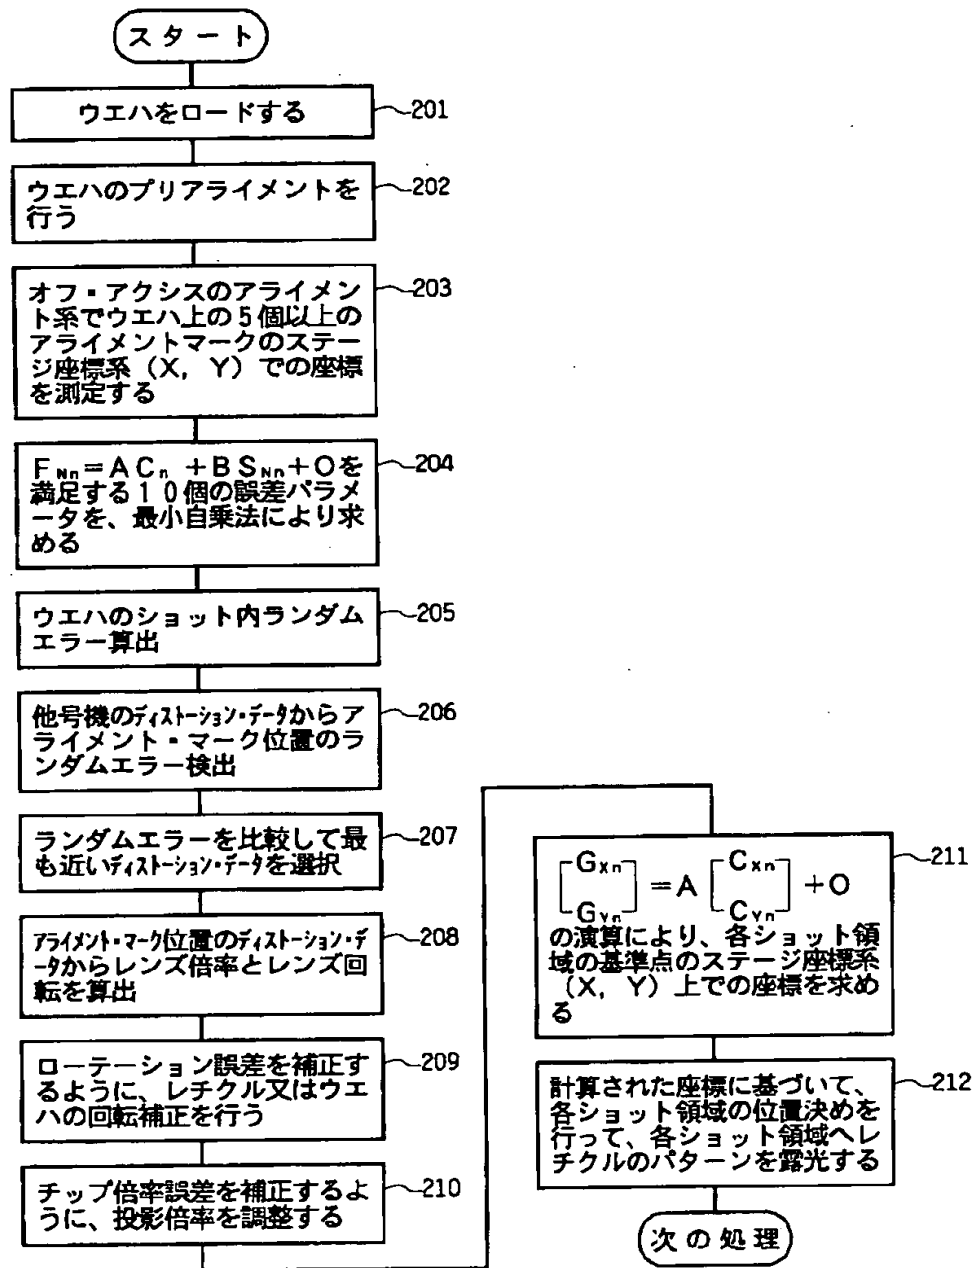 スタート
ウエハをロードする
201
ウエハのプリアライメントを
行う
202
オフ・アクシスのアライメン
ト系でウエハ上の5個以上の
アライメントマークのステー
ジ座標系(X, Y)での座標
を測定する
203
F_{Nn}=AC_n+BS_{Nn}+Oを
満足する10個の誤差パラメ
ータを、最小自乗法により求
める
204
ウエハのショット内ランダム
エラー算出
205
他号機のディストーション・データからア
ライメント・マーク位置のラ
ンダムエラー検出
206
ランダムエラーを比較して最
も近いディストーション・データを選択
207
アライメント・マーク位置のディストーション・デ
ータからレンズ倍率とレンズ回
転を算出
208
ローテーション誤差を補正す
るように、レチクル又はウエ
ハの回転補正を行う
209
チップ倍率誤差を補正するよ
うに、投影倍率を調整する
210
[G_{Xn}] = A [C_{Xn}] + O
[G_{Yn}] [C_{Yn}]
の演算により、各ショット領
域の基準点のステージ座標系
(X, Y)上での座標を求め
る
211
計算された座標に基づいて、
各ショット領域の位置決めを
行って、各ショット領域へレ
チクルのパターンを露光する
212
次の処理